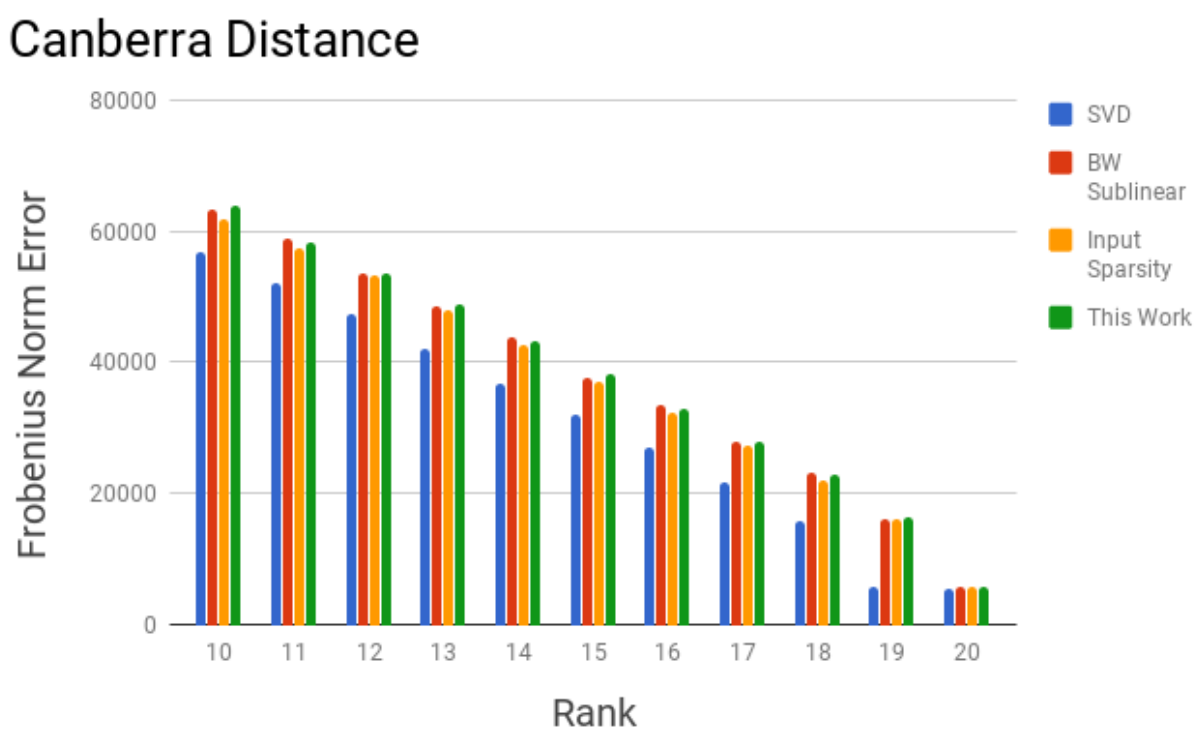 Canberra Distance
80000
60000
40000
20000
0
Frobenius Norm Error
10 11 12 13 14 15 16 17 18 19 20
Rank
SVD
BW
Sublinear
Input
Sparsity
This Work